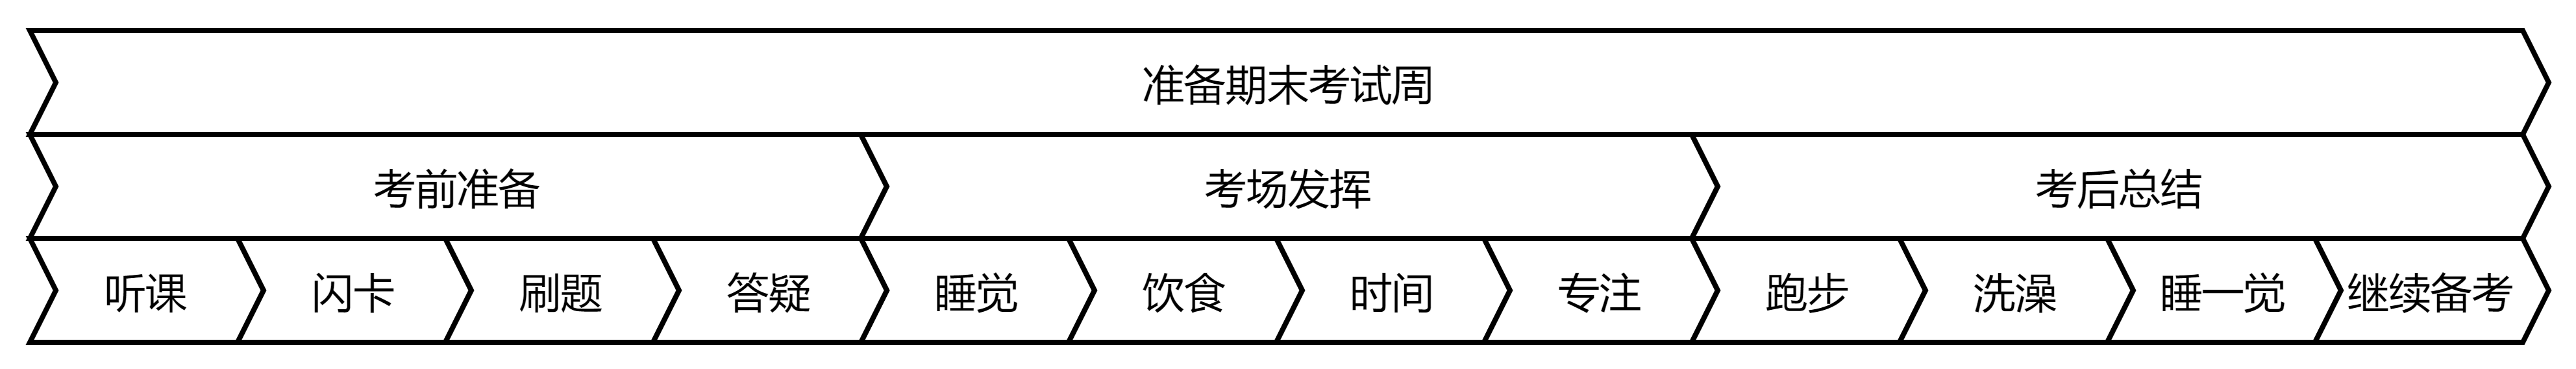 准备期末考试周
考前准备 考场发挥 考后总结
听课 闪卡 刷题 答疑 睡觉 饮食 时间 专注 跑步 洗澡 睡一觉 继续备考